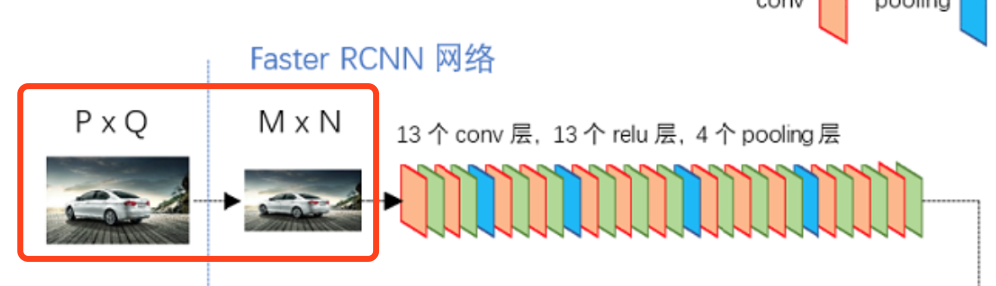 conv pooling
Faster RCNN 网络
P x Q
M x N
13 个 conv 层, 13 个 relu 层, 4 个 pooling 层